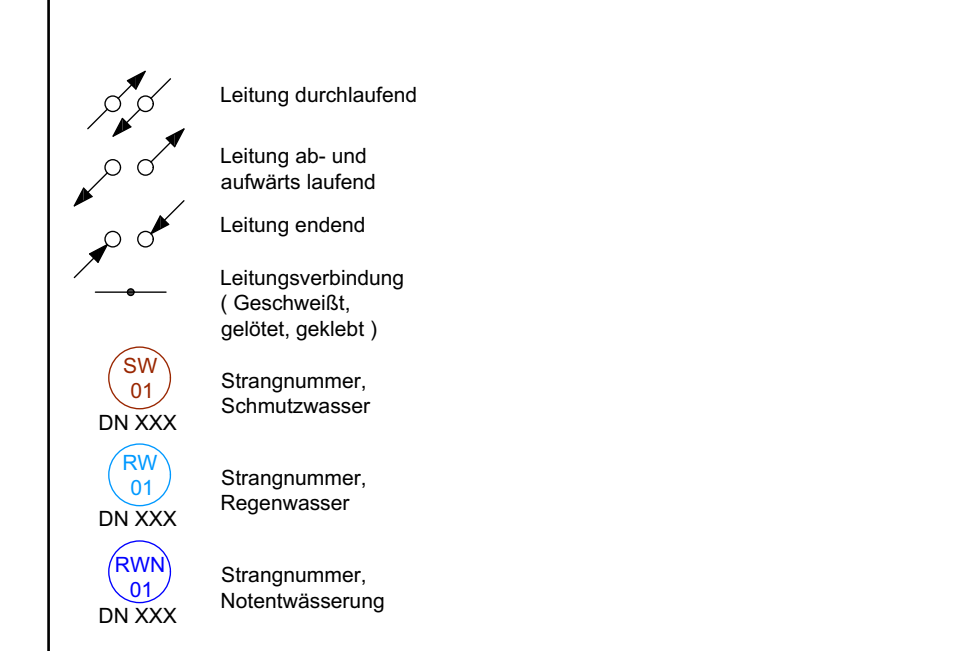 Leitung durchlaufend
Leitung ab- und
aufwärts laufend
Leitung endend
Leitungsverbindung
( Geschweißt,
gelötet, geklebt )
SW
01
DN XXX
Strangnummer,
Schmutzwasser
RW
01
DN XXX
Strangnummer,
Regenwasser
RWN
01
DN XXX
Strangnummer,
Notentwässerung